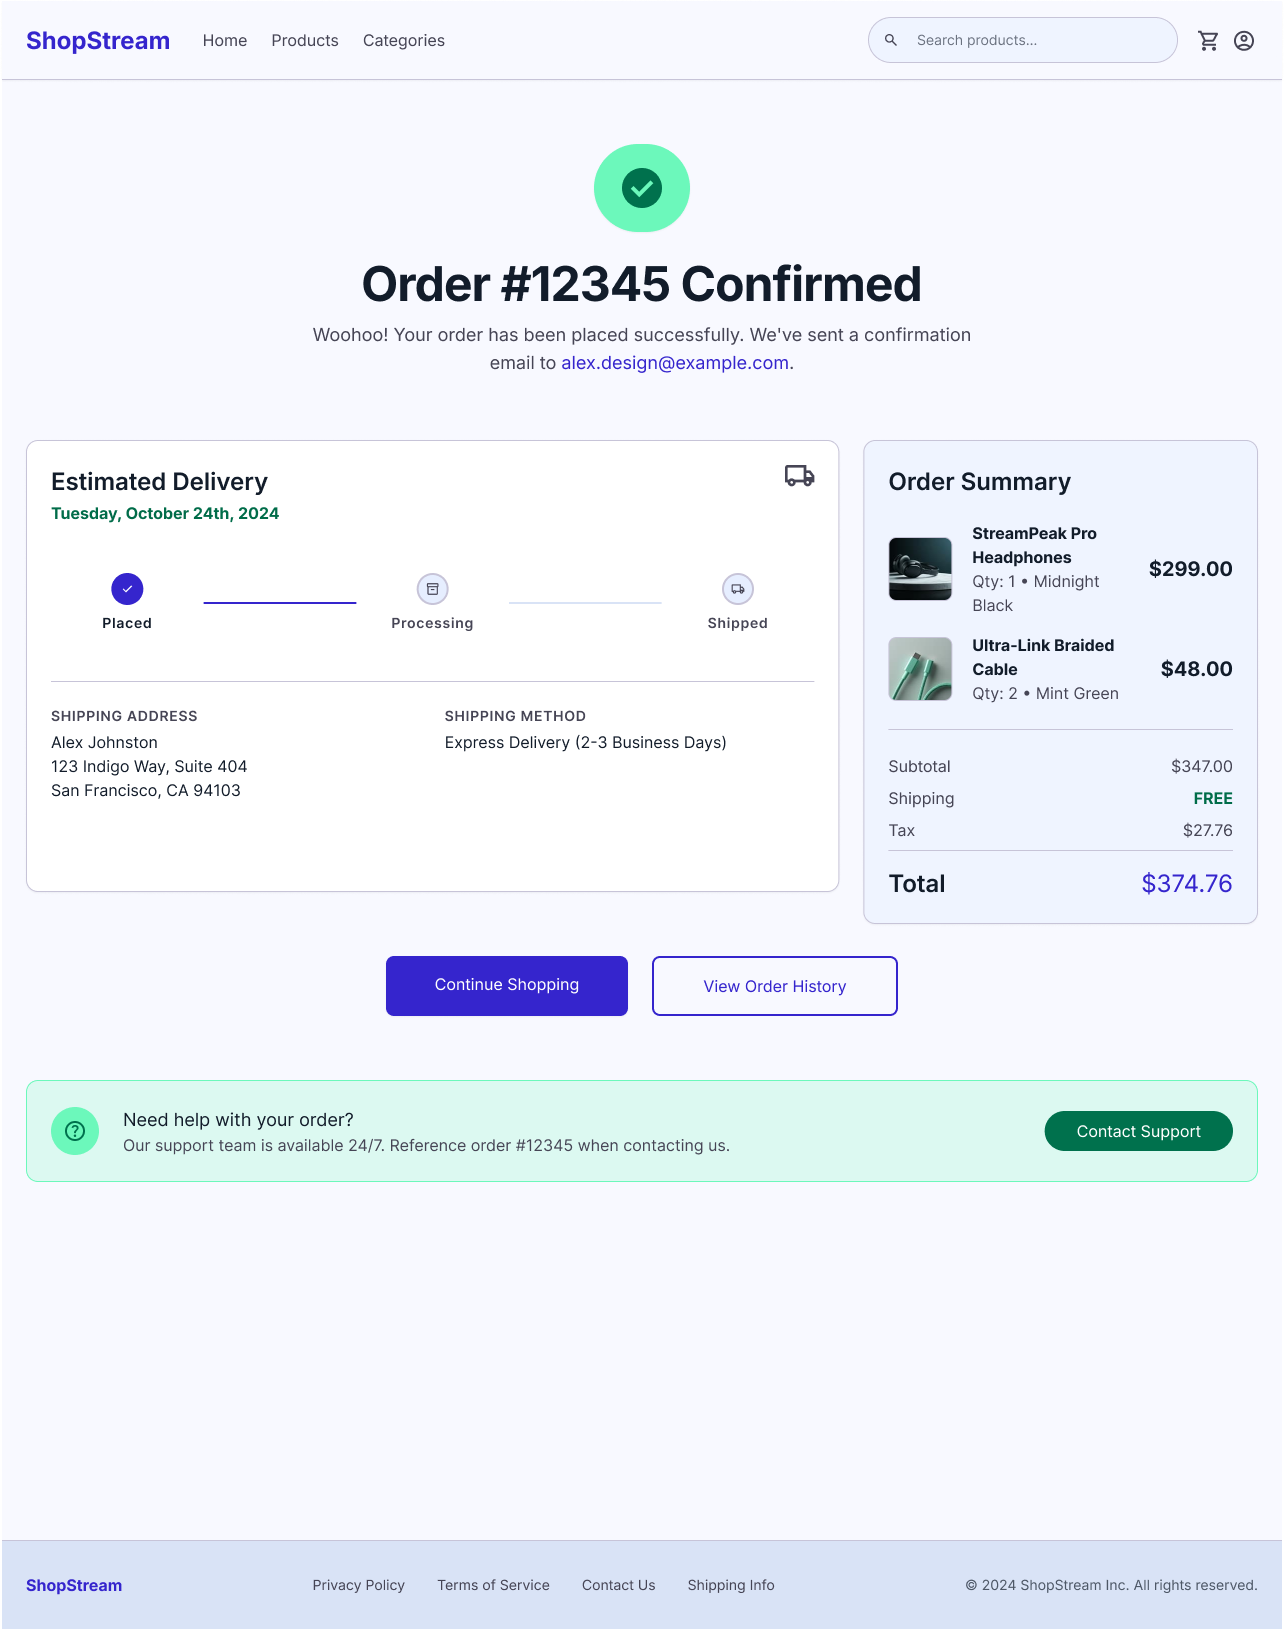 ShopStream
Home
Products
Categories
Search products...
Order #12345 Confirmed
Woohoo! Your order has been placed successfully. We've sent a confirmation
email to alex.design@example.com.
Estimated Delivery
Tuesday, October 24th, 2024
Placed
Processing
Shipped
SHIPPING ADDRESS
Alex Johnston
123 Indigo Way, Suite 404
San Francisco, CA 94103
SHIPPING METHOD
Express Delivery (2-3 Business Days)
Order Summary
StreamPeak Pro
Headphones
Qty: 1 • Midnight
Black
$299.00
Ultra-Link Braided
Cable
Qty: 2 • Mint Green
$48.00
Subtotal $347.00
Shipping FREE
Tax $27.76
Total $374.76
Continue Shopping
View Order History
Need help with your order?
Our support team is available 24/7. Reference order #12345 when contacting us.
Contact Support
ShopStream
Privacy Policy
Terms of Service
Contact Us
Shipping Info
© 2024 ShopStream Inc. All rights reserved.